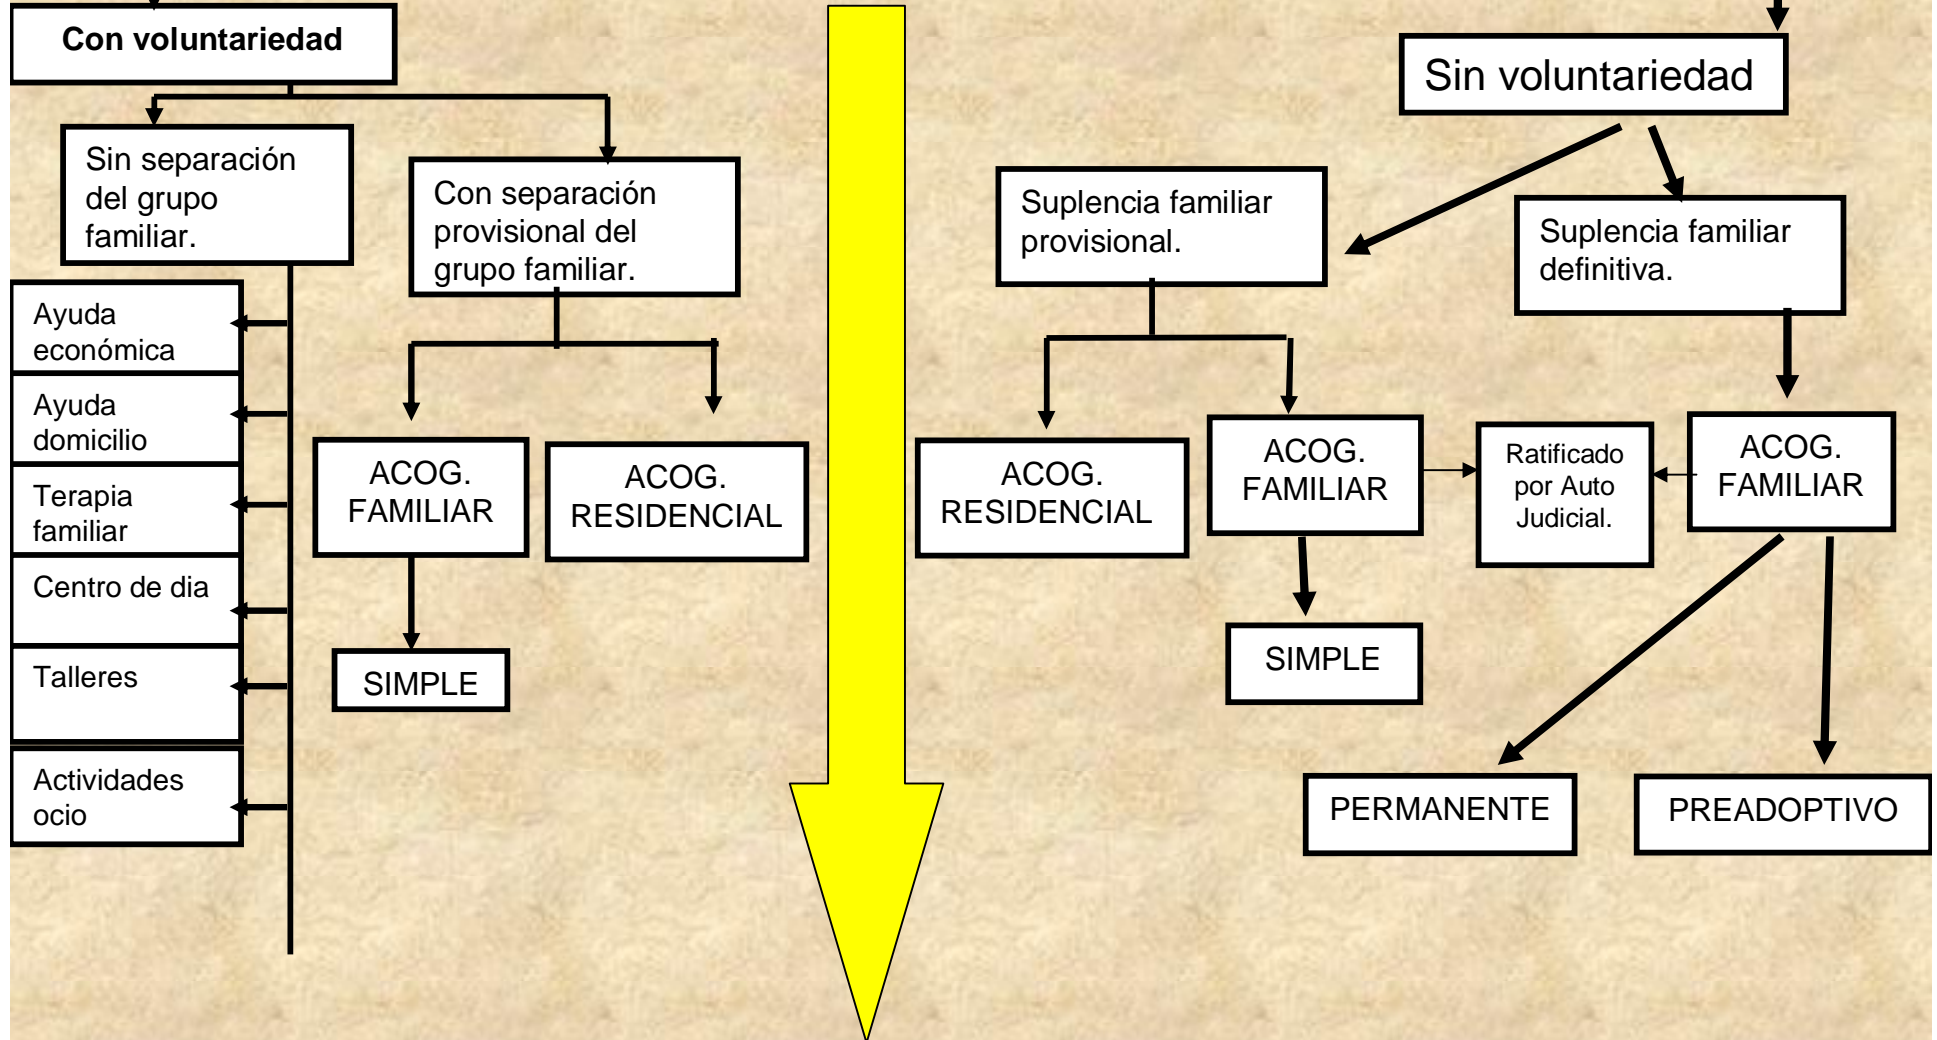 Con voluntariedad
Sin voluntariedad
Sin separación
del grupo
familiar.
Con separación
provisional del
grupo familiar.
Suplencia familiar
provisional.
Suplencia familiar
definitiva.
Ayuda
económica
Ayuda
domicilio
Terapia
familiar
Centro de dia
Talleres
Actividades
ocio
ACOG.
FAMILIAR
ACOG.
RESIDENCIAL
SIMPLE
ACOG.
RESIDENCIAL
ACOG.
FAMILIAR
Ratificado
por Auto
Judicial.
ACOG.
FAMILIAR
SIMPLE
PERMANENTE
PREADOPTIVO